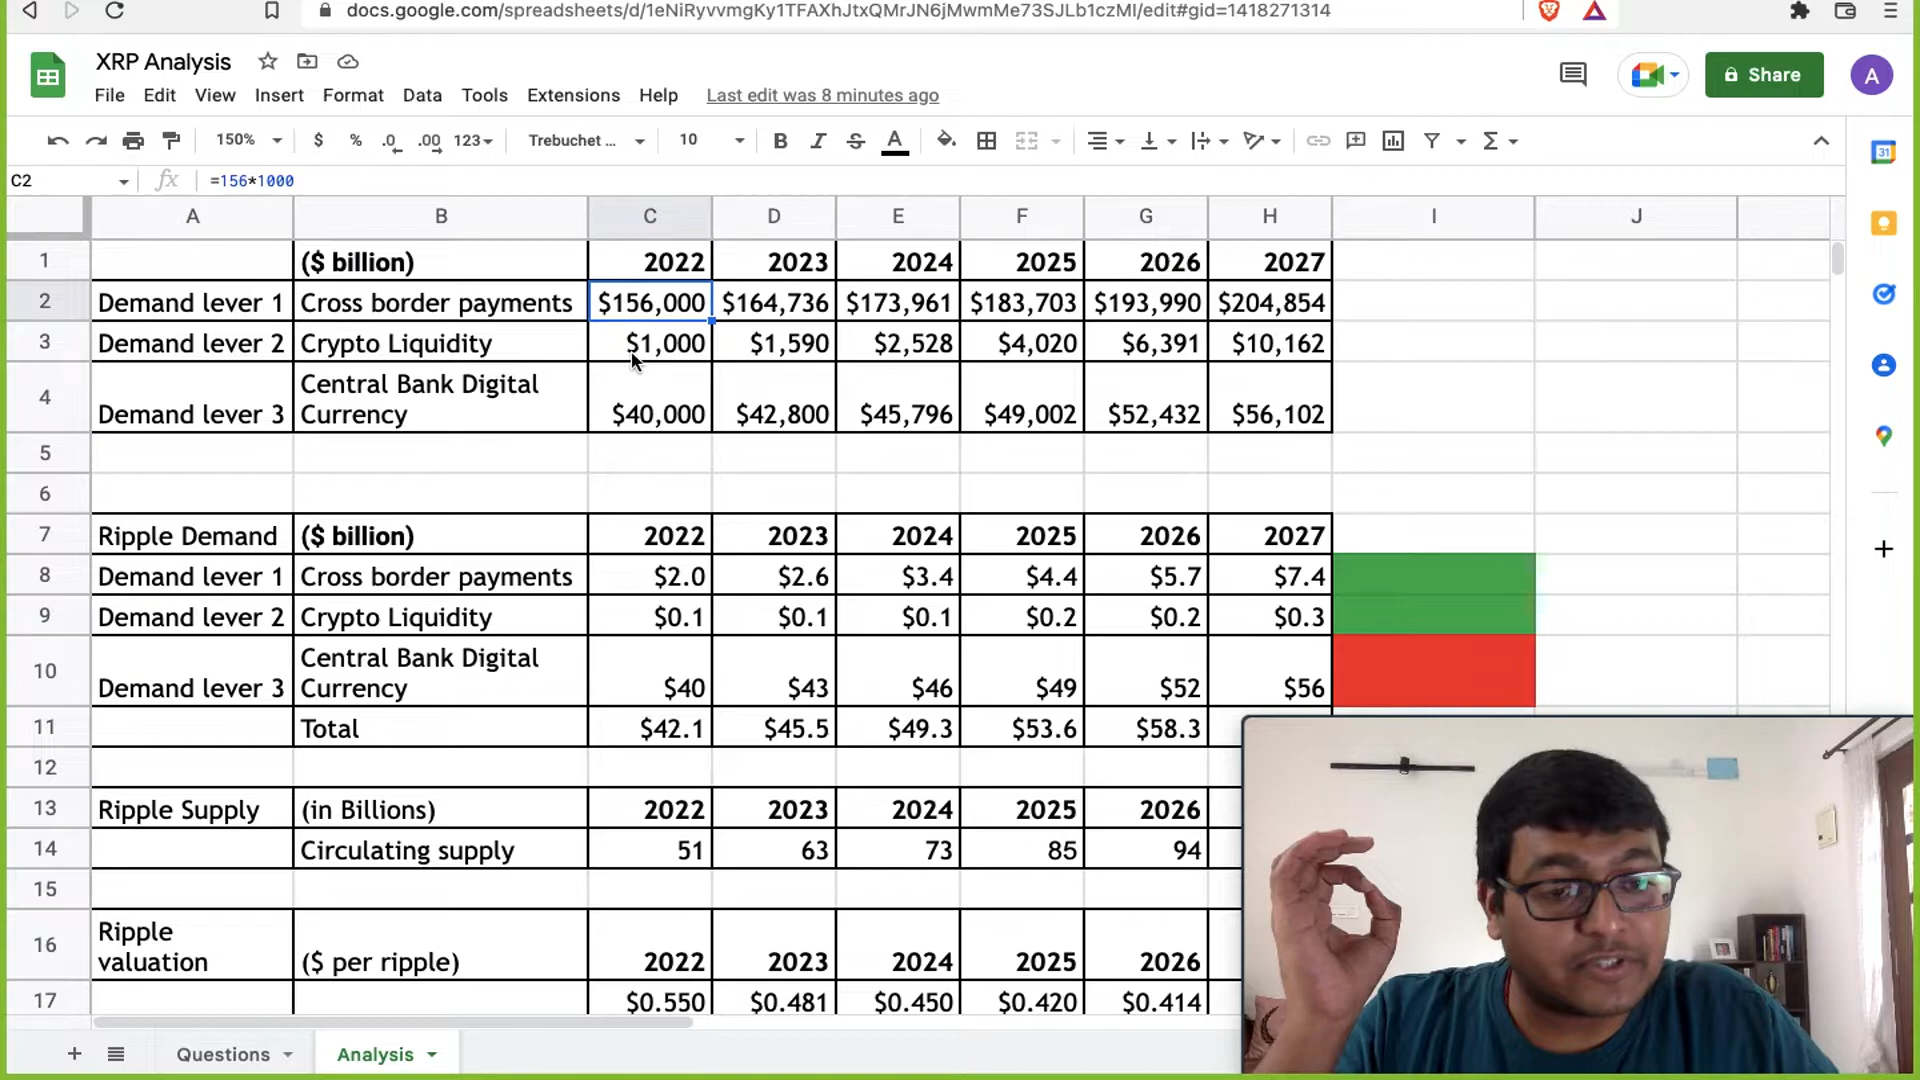 docs.google.com/spreadsheets/d/1eNiRyvvmgKy1TFAXhJtxQMrJN6jMwmMe73SJLb1czMI/edit#gid=1418271314
XRP Analysis
Share
A
File Edit View Insert Format Data Tools Extensions Help Last edit was 8 minutes ago
150% $ % .0 .00 123 Trebuchet ... 10 B I S A
31
C2 fx =156*1000
A B C D E F G H I J
1 ($ billion) 2022 2023 2024 2025 2026 2027
2 Demand lever 1 Cross border payments $156,000 $164,736 $173,961 $183,703 $193,990 $204,854
3 Demand lever 2 Crypto Liquidity $1,000 $1,590 $2,528 $4,020 $6,391 $10,162
4 Demand lever 3 Central Bank Digital Currency $40,000 $42,800 $45,796 $49,002 $52,432 $56,102
5
6
7 Ripple Demand ($ billion) 2022 2023 2024 2025 2026 2027
8 Demand lever 1 Cross border payments $2.0 $2.6 $3.4 $4.4 $5.7 $7.4
9 Demand lever 2 Crypto Liquidity $0.1 $0.1 $0.1 $0.2 $0.2 $0.3
10 Demand lever 3 Central Bank Digital Currency $40 $43 $46 $49 $52 $56
11 Total $42.1 $45.5 $49.3 $53.6 $58.3
12
13 Ripple Supply (in Billions) 2022 2023 2024 2025 2026
14 Circulating supply 51 63 73 85 94
15
16 Ripple valuation ($ per ripple) 2022 2023 2024 2025 2026
17 $0.550 $0.481 $0.450 $0.420 $0.414
Questions Analysis